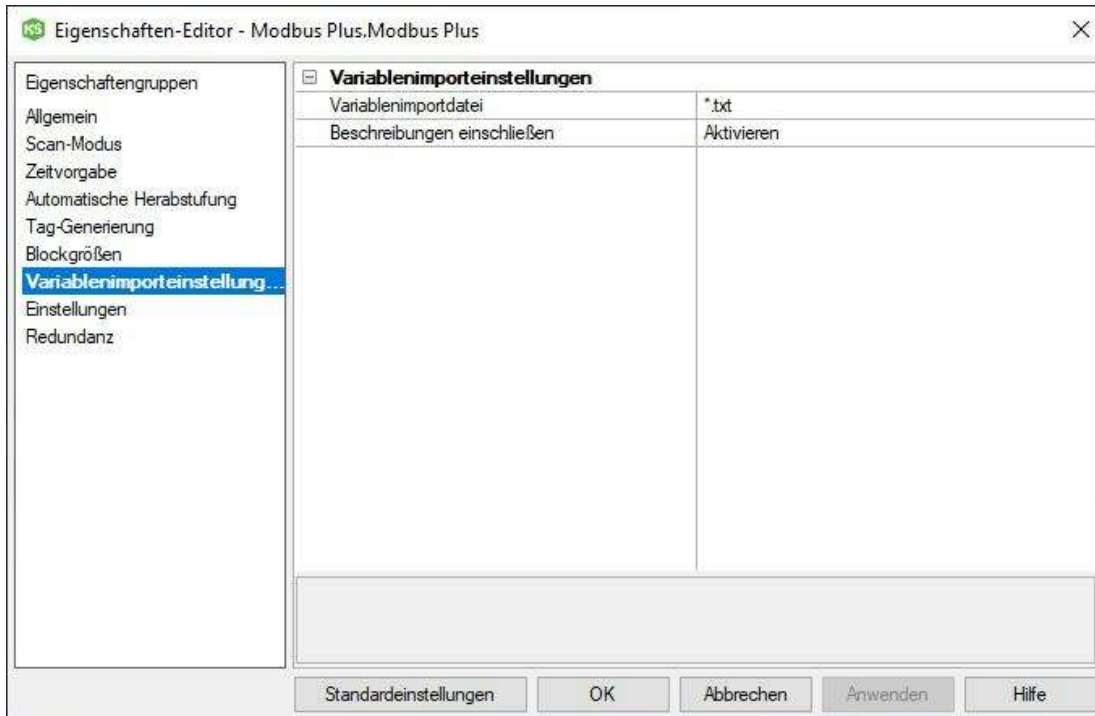 KS Eigenschaften-Editor - Modbus Plus.Modbus Plus
Eigenschaftengruppen
Allgemein
Scan-Modus
Zeitvorgabe
Automatische Herabstufung
Tag-Generierung
Blockgrößen
Variablenimporteinstellung...
Einstellungen
Redundanz
Variablenimporteinstellungen
Variablenimportdatei *.txt
Beschreibungen einschließen Aktivieren
Standardeinstellungen OK Abbrechen Anwenden Hilfe